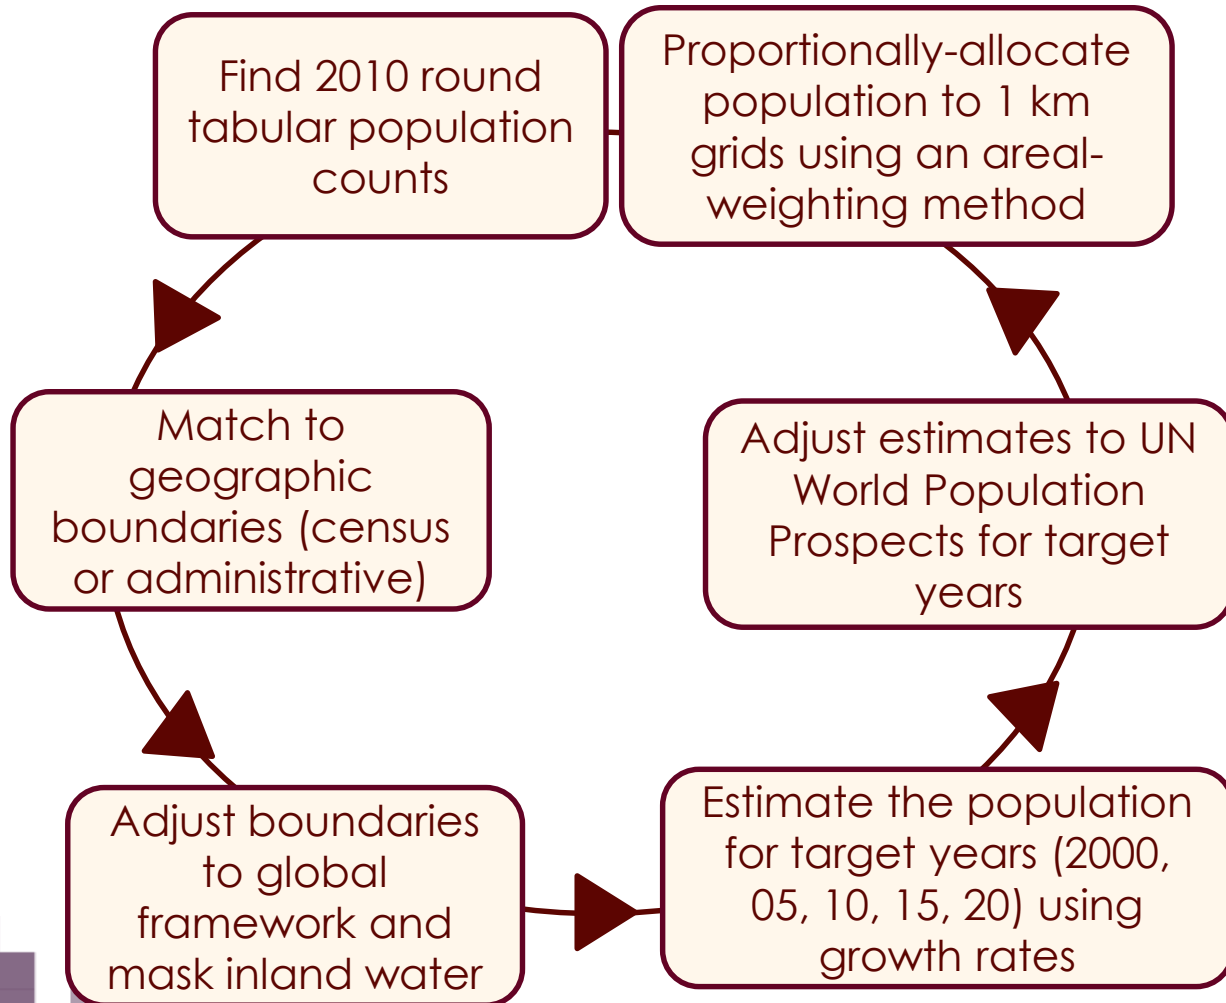 Find 2010 round
tabular population
counts
Proportionally-allocate
population to 1 km
grids using an areal-
weighting method
Match to
geographic
boundaries (census
or administrative)
Adjust estimates to UN
World Population
Prospects for target
years
Adjust boundaries
to global
framework and
mask inland water
Estimate the population
for target years (2000,
05, 10, 15, 20) using
growth rates